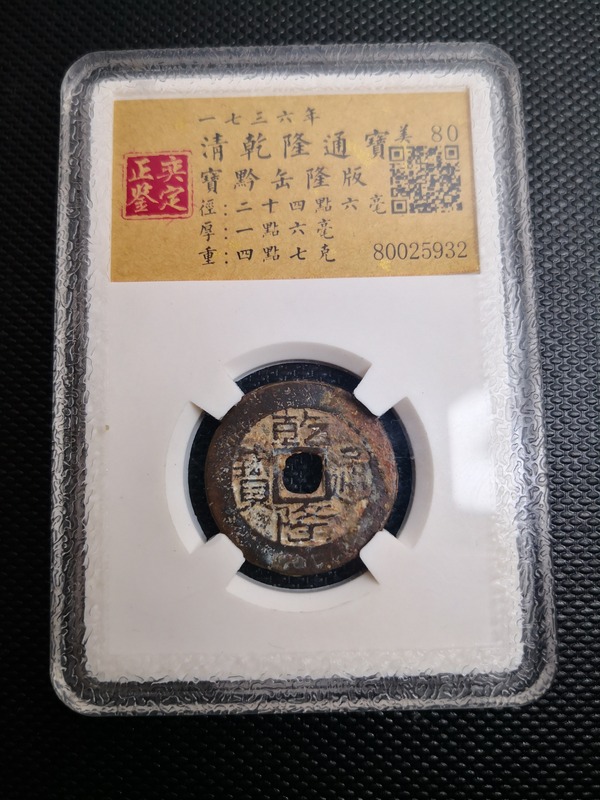 一七三六年
清乾隆通寶 美 80
寶黔缶隆版
徑:二十四點六毫
厚:一點六毫
重:四點七克
80025932
奕定
正鑒
乾隆通寶